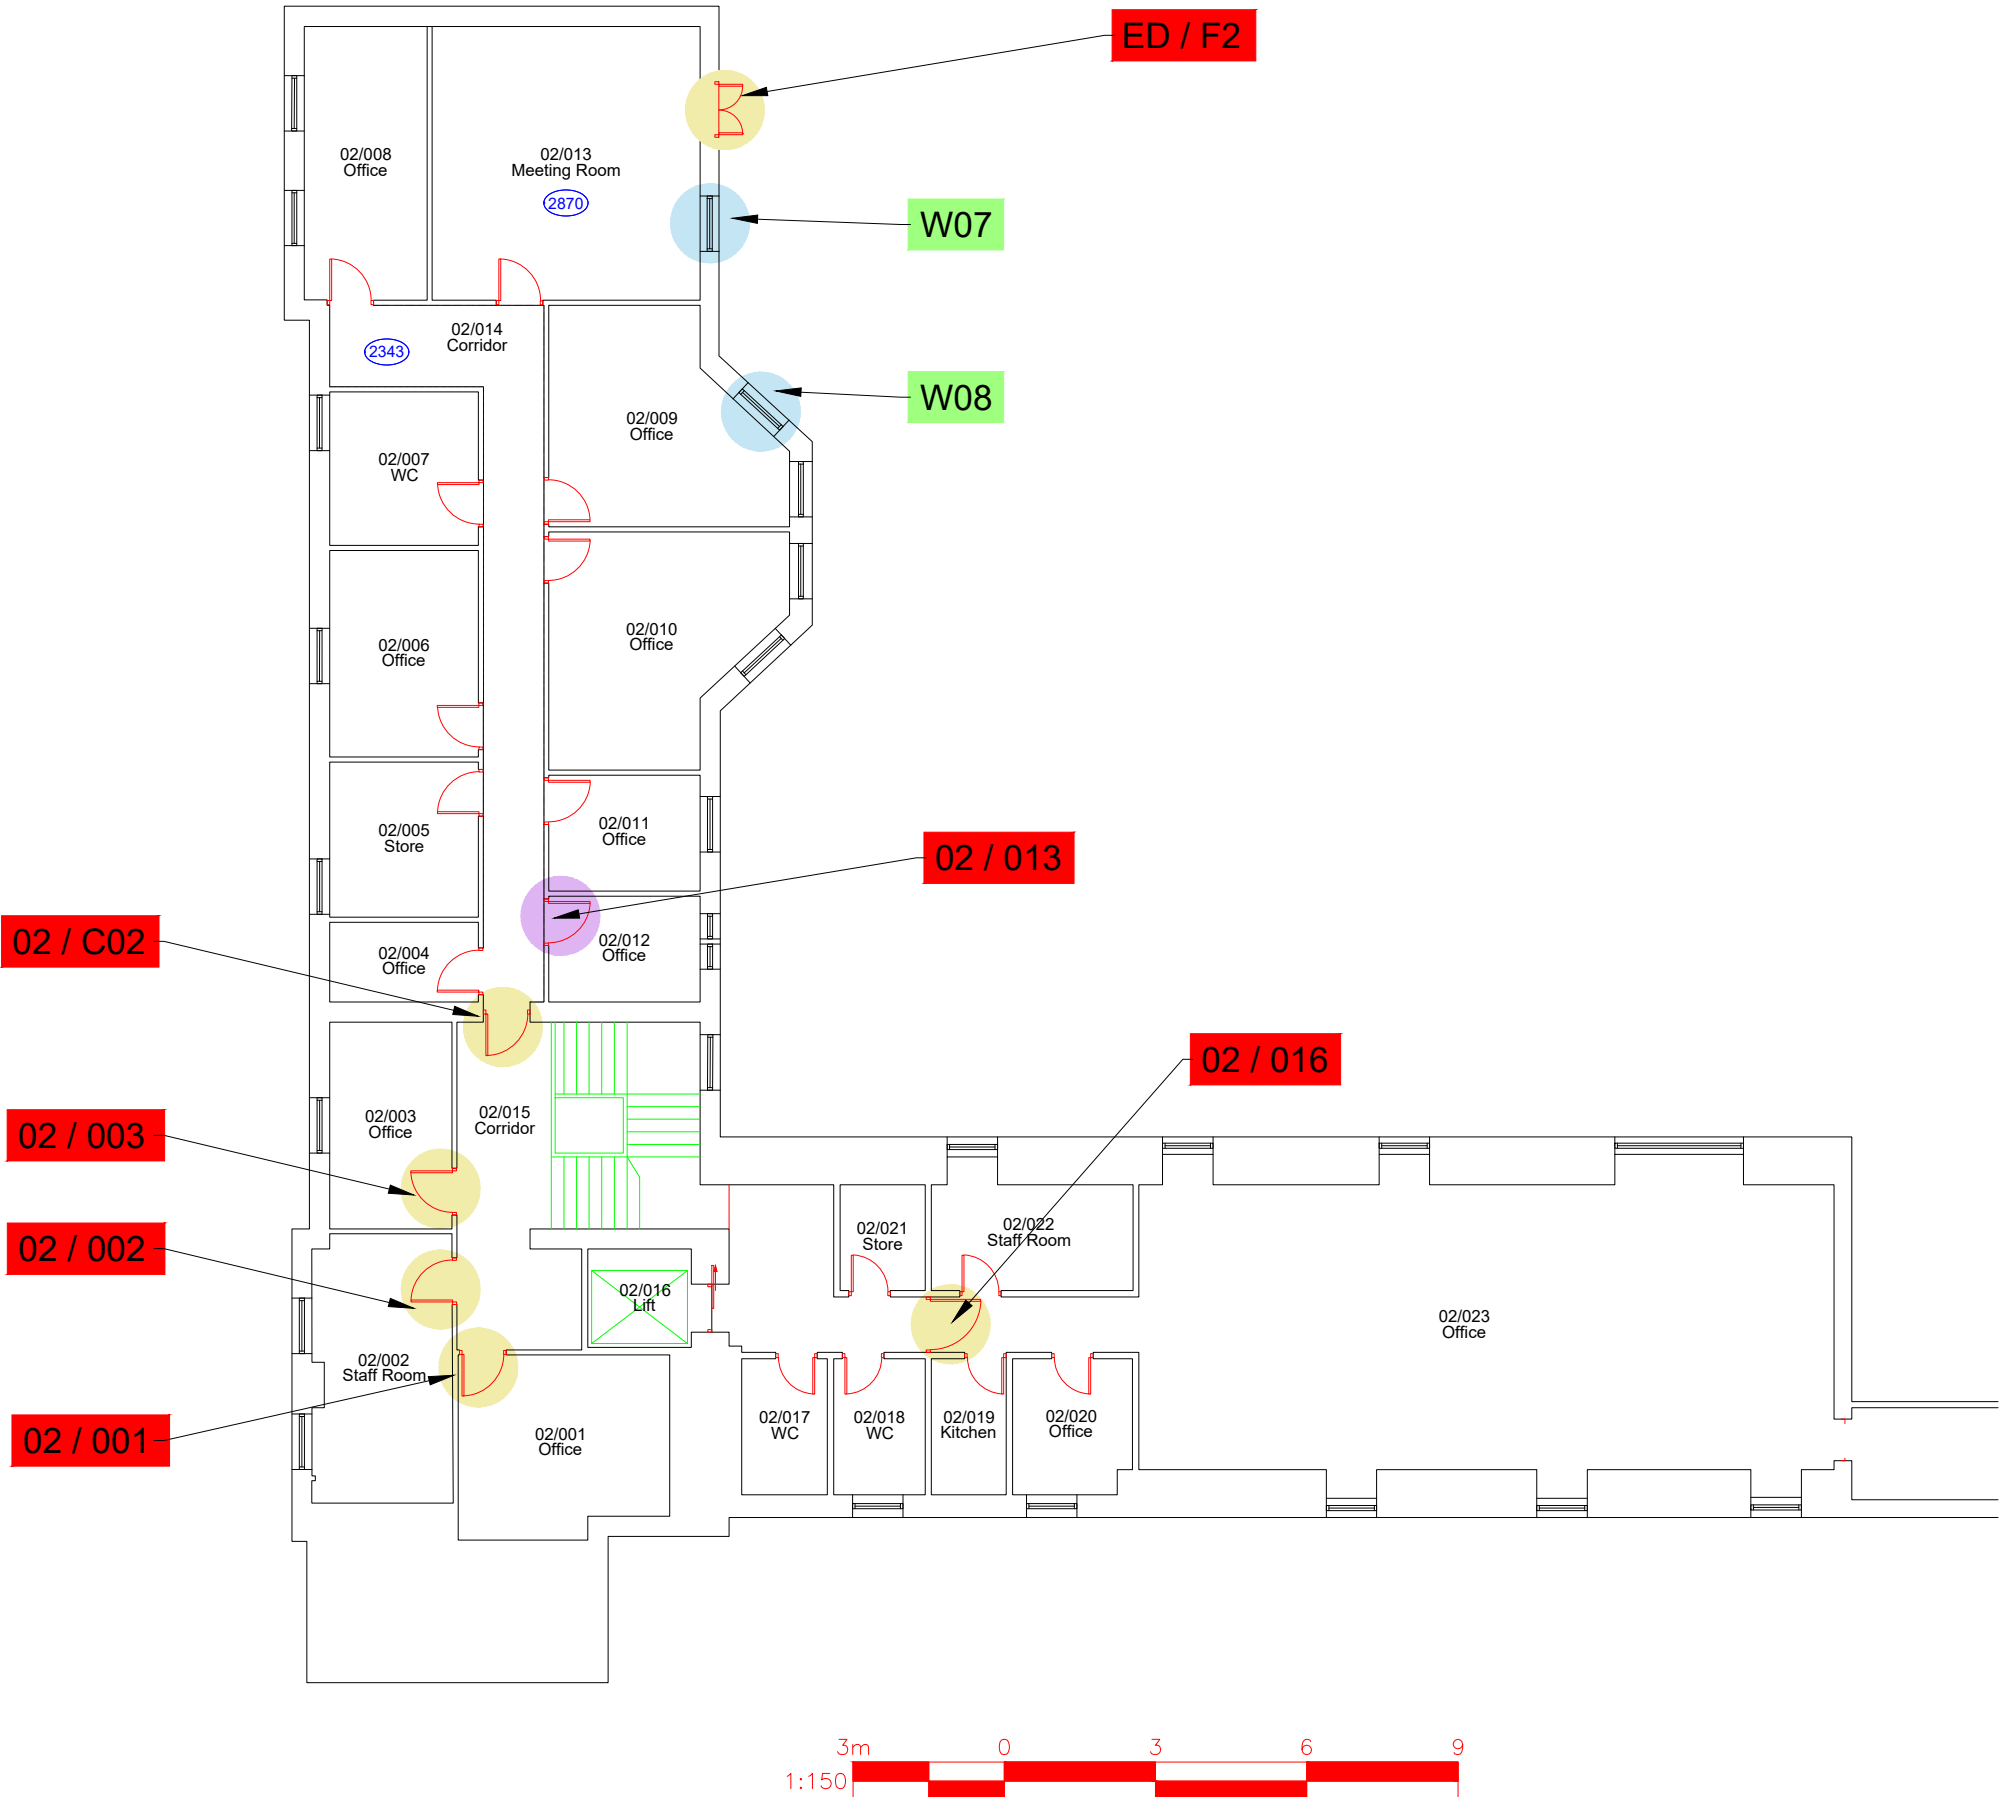 ED / F2
02/008
Office
02/013
Meeting Room
2870
W07
02/014
Corridor
2343
W08
02/009
Office
02/007
WC
02/006
Office
02/010
Office
02/005
Store
02/011
Office
02 / 013
02 / C02
02/004
Office
02/012
Office
02 / 016
02 / 003
02/003
Office
02/015
Corridor
02 / 002
02/021
Store
02/022
Staff Room
02/016
Lift
02/023
Office
02/002
Staff Room
02 / 001
02/001
Office
02/017
WC
02/018
WC
02/019
Kitchen
02/020
Office
3m 0 3 6 9
1:150